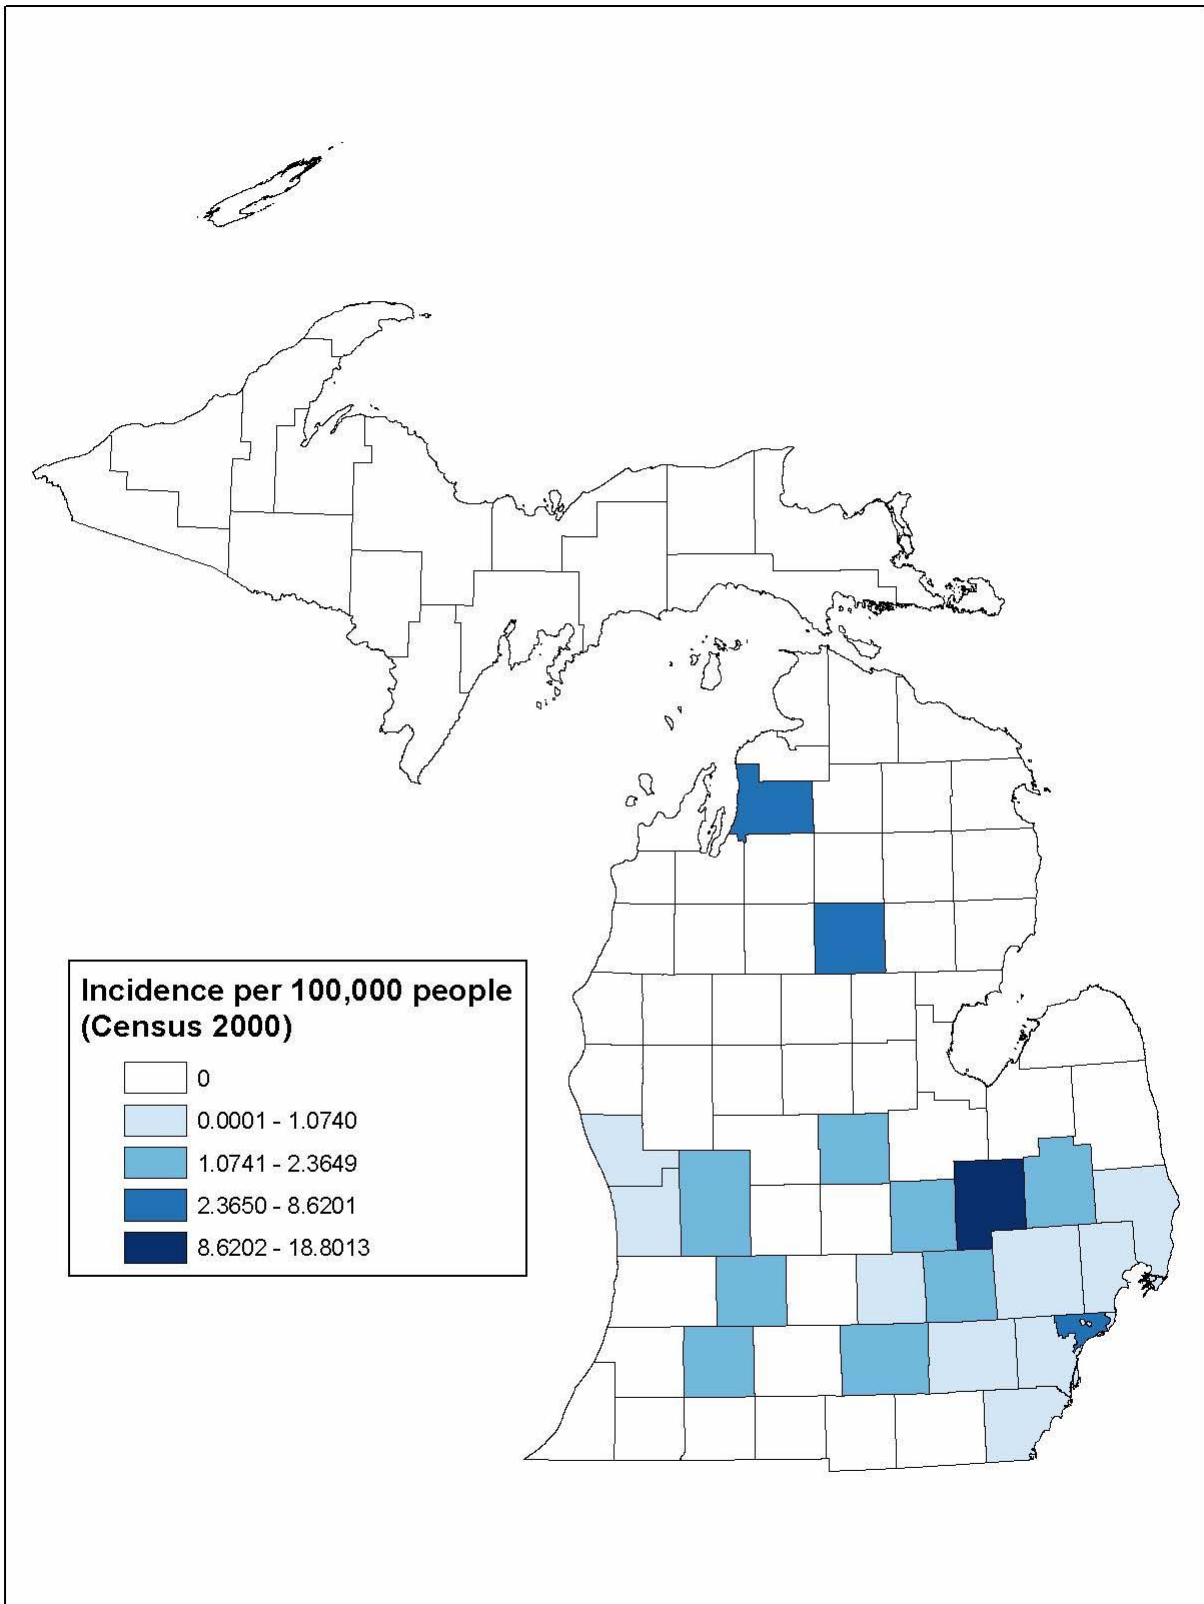 Incidence per 100,000 people
(Census 2000)
0
0.0001 - 1.0740
1.0741 - 2.3649
2.3650 - 8.6201
8.6202 - 18.8013